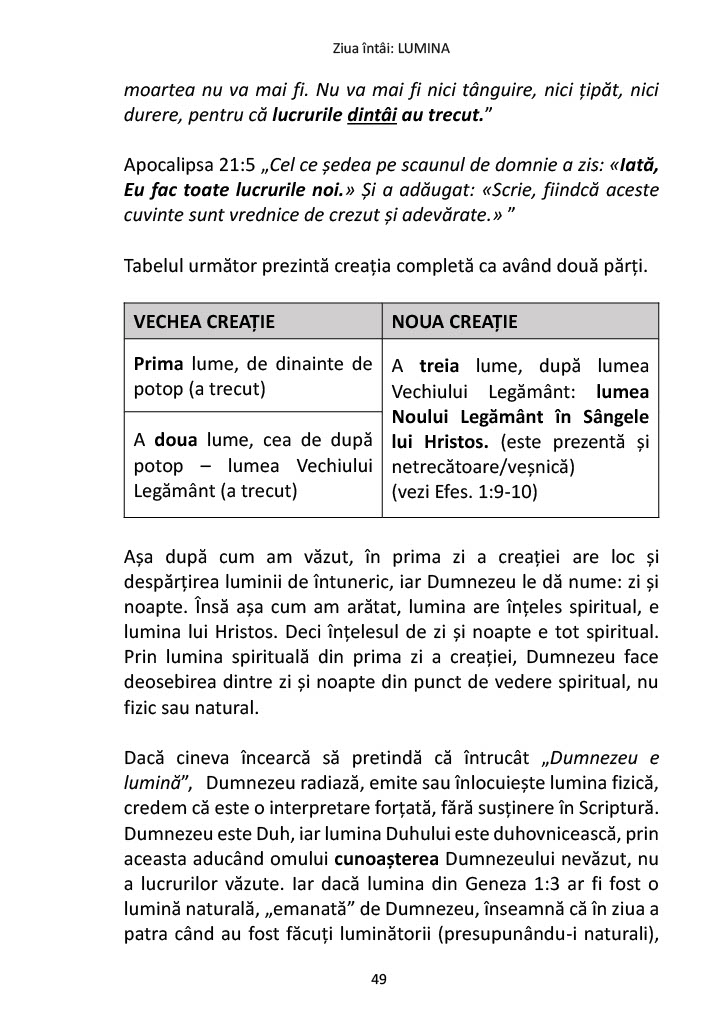 Ziua întâi: LUMINA
moartea nu va mai fi. Nu va mai fi nici tânguire, nici țipăt, nici
durere, pentru că lucrurile dintâi au trecut.”
Apocalipsa 21:5 „Cel ce ședea pe scaunul de domnie a zis: «Iată,
Eu fac toate lucrurile noi.» Și a adăugat: «Scrie, fiindcă aceste
cuvinte sunt vrednice de crezut și adevărate.» ”
Tabelul următor prezintă creația completă ca având două părți.
VECHEA CREAȚIE
NOUA CREAȚIE
Prima lume, de dinainte de
potop (a trecut)
A doua lume, cea de după
potop – lumea Vechiului
Legământ (a trecut)
A treia lume, după lumea
Vechiului Legământ: lumea
Noului Legământ în Sângele
lui Hristos. (este prezentă și
netrecătoare/veșnică)
(vezi Efes. 1:9-10)
Așa după cum am văzut, în prima zi a creației are loc și
despărțirea luminii de întuneric, iar Dumnezeu le dă nume: zi și
noapte. Însă așa cum am arătat, lumina are înțeles spiritual, e
lumina lui Hristos. Deci înțelesul de zi și noapte e tot spiritual.
Prin lumina spirituală din prima zi a creației, Dumnezeu face
deosebirea dintre zi și noapte din punct de vedere spiritual, nu
fizic sau natural.
Dacă cineva încearcă să pretindă că întrucât „Dumnezeu e
lumină”, Dumnezeu radiază, emite sau înlocuiește lumina fizică,
credem că este o interpretare forțată, fără susținere în Scriptură.
Dumnezeu este Duh, iar lumina Duhului este duhovnicească, prin
aceasta aducând omului cunoașterea Dumnezeului nevăzut, nu
a lucrurilor văzute. Iar dacă lumina din Geneza 1:3 ar fi fost o
lumină naturală, „emanată” de Dumnezeu, înseamnă că în ziua a
patra când au fost făcuți luminătorii (presupunându-i naturali),
49